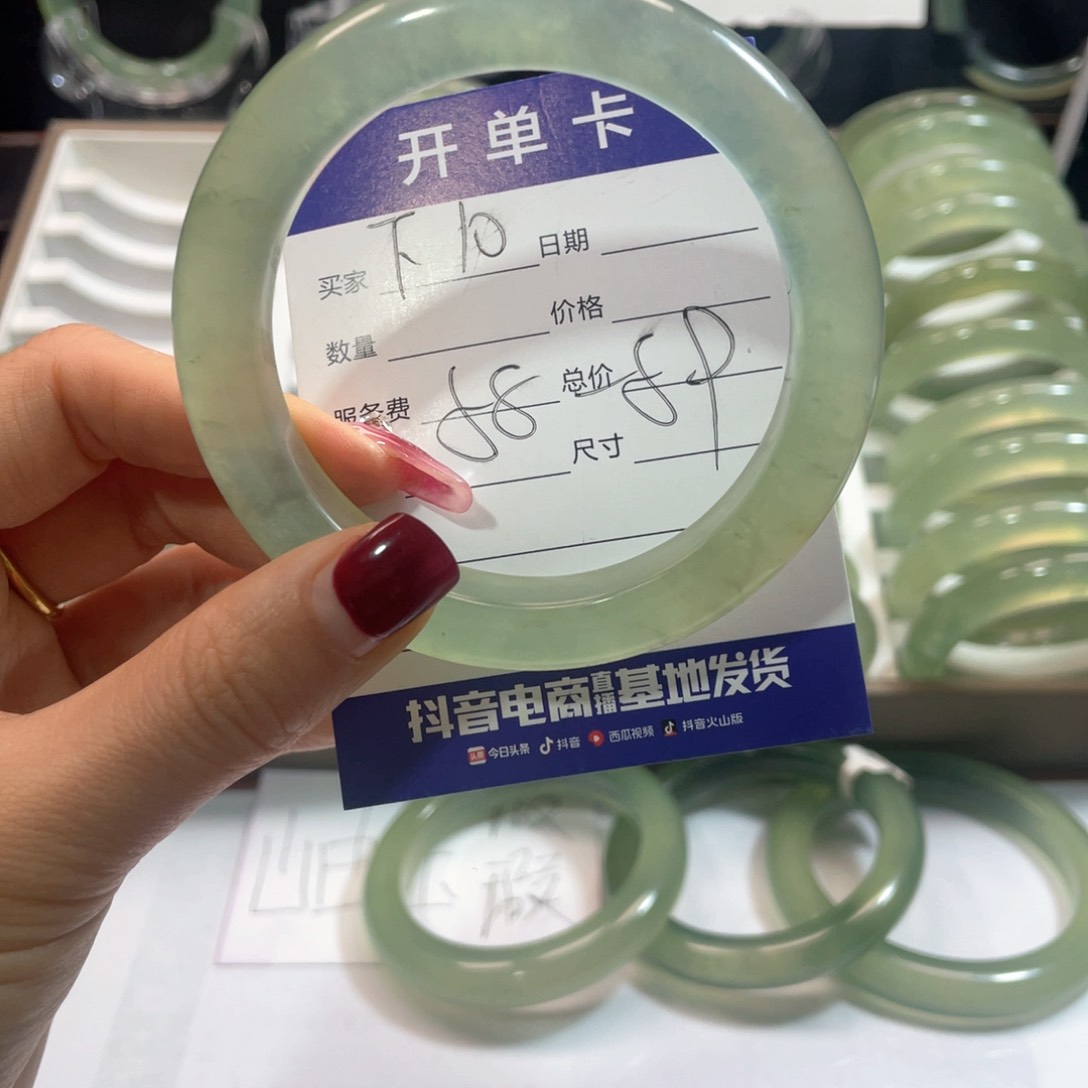 开单卡
买家 下10 日期
数量 价格
服务费 88 总价
尺寸
抖音电商直播基地发货
今日头条 抖音 西瓜视频 抖音火山版